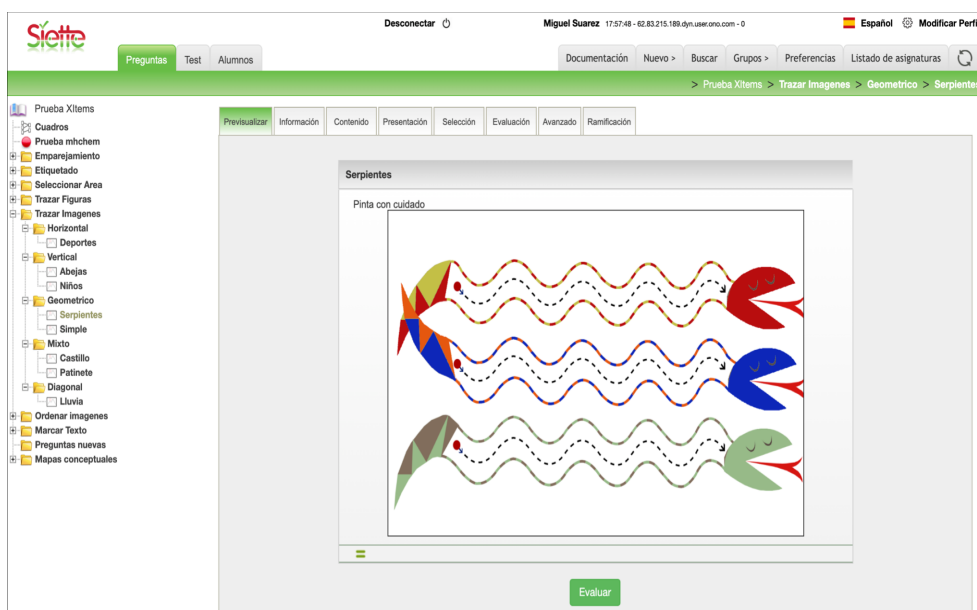 Siette
Desconectar
Miguel Suarez 17:57:48 - 62.83.215.189.dyn.user.ono.com - 0
Español
Modificar Perfi
Preguntas
Test
Alumnos
Documentación
Nuevo >
Buscar
Grupos >
Preferencias
Listado de asignaturas
> Prueba XItems > Trazar Imagenes > Geometrico > Serpientes
Prueba XItems
Cuadros
Prueba mhchem
Emparejamiento
Etiquetado
Seleccionar Area
Trazar Figuras
Trazar Imagenes
Horizontal
Deportes
Vertical
Abejas
Niños
Geometrico
Serpientes
Simple
Mixto
Castillo
Patinete
Diagonal
Lluvia
Ordenar imagenes
Marcar Texto
Preguntas nuevas
Mapas conceptuales
Previsualizar
Información
Contenido
Presentación
Selección
Evaluación
Avanzado
Ramificación
Serpientes
Pinta con cuidado
Evaluar